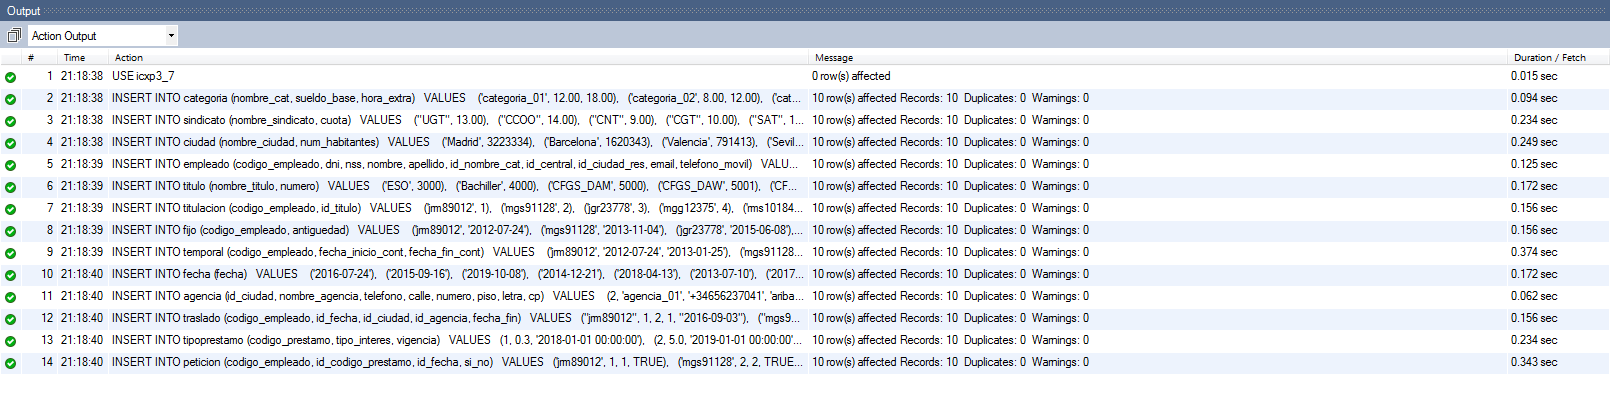 Output
Action Output
# Time Action Message Duration / Fetch
1 21:18:38 USE icxp3_7 0 row(s) affected 0.015 sec
2 21:18:38 INSERT INTO categoria (nombre_cat, sueldo_base, hora_extra) VALUES ('categoria_01', 12.00, 18.00), ('categoria_02', 8.00, 12.00), ('cat... 10 row(s) affected Records: 10 Duplicates: 0 Warnings: 0 0.094 sec
3 21:18:38 INSERT INTO sindicato (nombre_sindicato, cuota) VALUES ("UGT", 13.00), ("CCOO", 14.00), ("CNT", 9.00), ("CGT", 10.00), ("SAT", 1... 10 row(s) affected Records: 10 Duplicates: 0 Warnings: 0 0.234 sec
4 21:18:38 INSERT INTO ciudad (nombre_ciudad, num_habitantes) VALUES ('Madrid', 3223334), ('Barcelona', 1620343), ('Valencia', 791413), ('Sevil... 10 row(s) affected Records: 10 Duplicates: 0 Warnings: 0 0.249 sec
5 21:18:39 INSERT INTO empleado (codigo_empleado, dni, nss, nombre, apellido, id_nombre_cat, id_central, id_ciudad_res, email, telefono_movil) VALU... 10 row(s) affected Records: 10 Duplicates: 0 Warnings: 0 0.125 sec
6 21:18:39 INSERT INTO titulo (nombre_titulo, numero) VALUES ('ESO', 3000), ('Bachiller', 4000), ('CFGS_DAM', 5000), ('CFGS_DAW', 5001), ('CF... 10 row(s) affected Records: 10 Duplicates: 0 Warnings: 0 0.172 sec
7 21:18:39 INSERT INTO titulacion (codigo_empleado, id_titulo) VALUES ('jrm89012', 1), ('mgs91128', 2), ('jgr23778', 3), ('mgg12375', 4), ('ms10184... 10 row(s) affected Records: 10 Duplicates: 0 Warnings: 0 0.156 sec
8 21:18:39 INSERT INTO fijo (codigo_empleado, antiguedad) VALUES ('jrm89012', '2012-07-24'), ('mgs91128', '2013-11-04'), ('jgr23778', '2015-06-08'),... 10 row(s) affected Records: 10 Duplicates: 0 Warnings: 0 0.156 sec
9 21:18:39 INSERT INTO temporal (codigo_empleado, fecha_inicio_cont, fecha_fin_cont) VALUES ('jrm89012', '2012-07-24', '2013-01-25'), ('mgs91128... 10 row(s) affected Records: 10 Duplicates: 0 Warnings: 0 0.374 sec
10 21:18:40 INSERT INTO fecha (fecha) VALUES ('2016-07-24'), ('2015-09-16'), ('2019-10-08'), ('2014-12-21'), ('2018-04-13'), ('2013-07-10'), ('2017... 10 row(s) affected Records: 10 Duplicates: 0 Warnings: 0 0.172 sec
11 21:18:40 INSERT INTO agencia (id_ciudad, nombre_agencia, telefono, calle, numero, piso, letra, cp) VALUES (2, 'agencia_01', '+34656237041', 'ariba... 10 row(s) affected Records: 10 Duplicates: 0 Warnings: 0 0.062 sec
12 21:18:40 INSERT INTO traslado (codigo_empleado, id_fecha, id_ciudad, id_agencia, fecha_fin) VALUES ("jrm89012", 1, 2, 1, "2016-09-03"), ("mgs9... 10 row(s) affected Records: 10 Duplicates: 0 Warnings: 0 0.156 sec
13 21:18:40 INSERT INTO tipoprestamo (codigo_prestamo, tipo_interes, vigencia) VALUES (1, 0.3, '2018-01-01 00:00:00'), (2, 5.0, '2019-01-01 00:00:00'... 10 row(s) affected Records: 10 Duplicates: 0 Warnings: 0 0.234 sec
14 21:18:40 INSERT INTO peticion (codigo_empleado, id_codigo_prestamo, id_fecha, si_no) VALUES ('jrm89012', 1, 1, TRUE), ('mgs91128', 2, 2, TRUE... 10 row(s) affected Records: 10 Duplicates: 0 Warnings: 0 0.343 sec